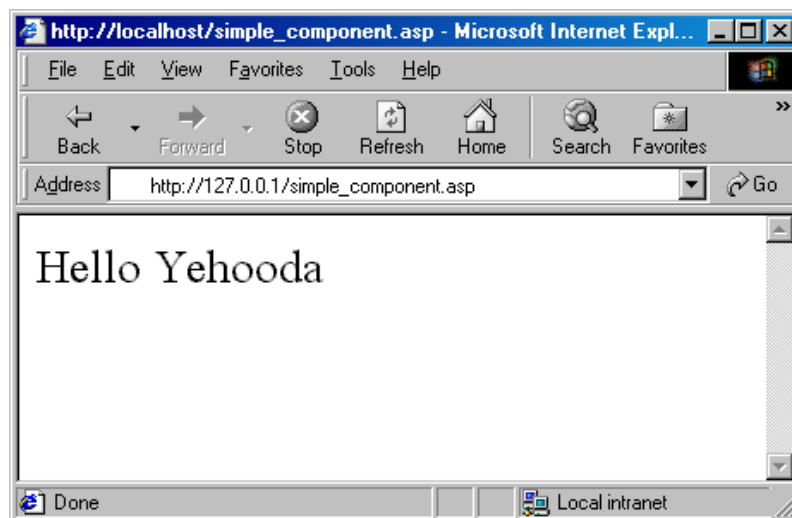 http://localhost/simple_component.asp - Microsoft Internet Expl...
File Edit View Favorites Tools Help
Back Forward Stop Refresh Home Search Favorites »
Address http://127.0.0.1/simple_component.asp Go
Hello Yehooda
Done Local intranet